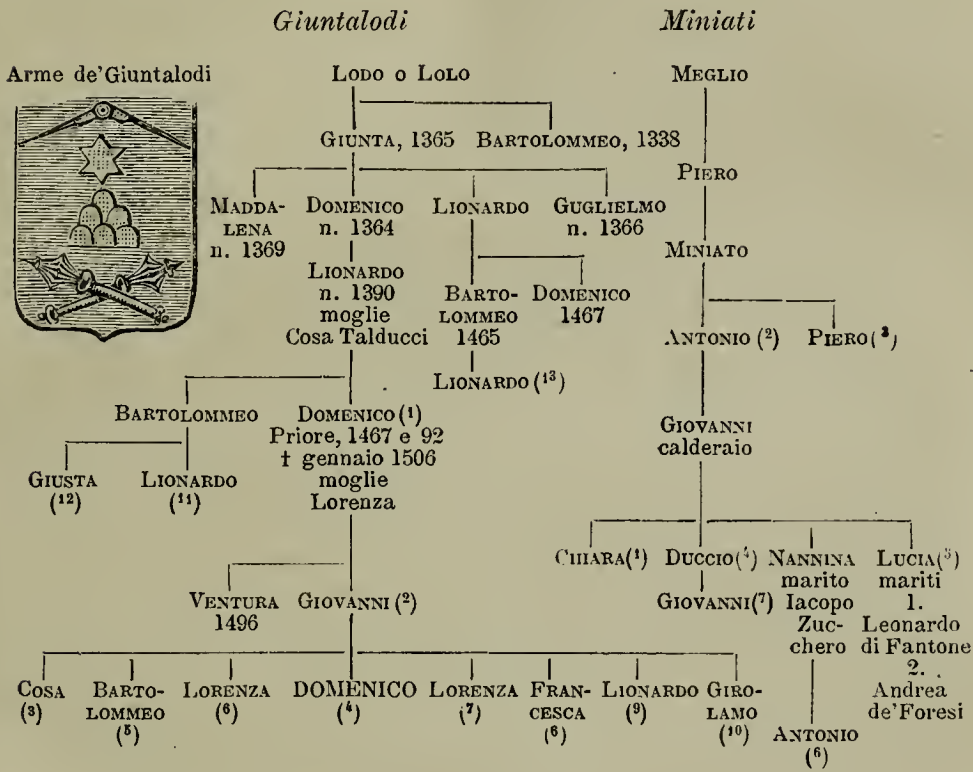 Giuntalodi
Miniati
Arme de'Giuntalodi
LODO O LOLO
MEGLIO
GIUNTA, 1365 BARTOLOMMEO, 1338
PIERO
MADDA-
LENA
n. 1369
DOMENICO
n. 1364
LIONARDO
GUGLIELMO
n. 1366
MINIATO
LIONARDO
n. 1390
moglie
Cosa Talducci
BARTO-
LOMMEO
1465
DOMENICO
1467
ANTONIO (²) PIERO (³)
LIONARDO (¹³)
BARTOLOMMEO
DOMENICO (¹)
Priore, 1467 e 92
† gennaio 1506
moglie
Lorenza
GIOVANNI
calderaio
GIUSTA
(¹²)
LIONARDO
(¹¹)
CHIARA (¹)
DUCCIO (⁴)
NANNINA
marito
Iacopo
Zuc-
chero
LUCIA (⁵)
mariti
1.
Leonardo
di Fantone
2.
Andrea
de'Foresi
VENTURA
1496
GIOVANNI (²)
GIOVANNI (⁷)
COSA
(³)
BARTO-
LOMMEO
(⁵)
LORENZA
(⁶)
DOMENICO
(⁴)
LORENZA
(⁷)
FRAN-
CESCA
(⁸)
LIONARDO
(⁹)
GIRO-
LAMO
(¹⁰)
ANTONIO
(⁶)